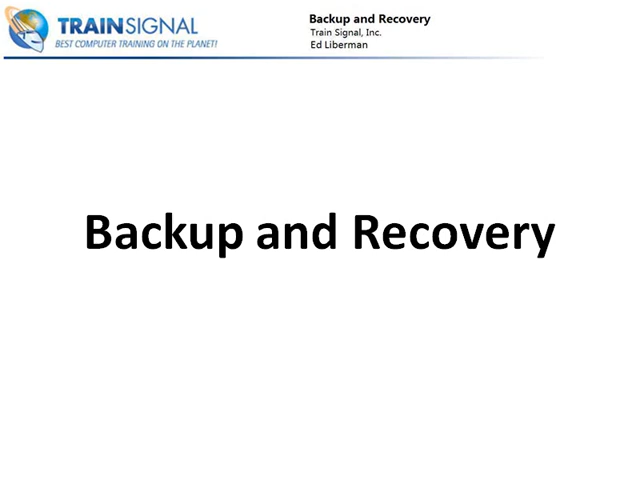 TRAINSIGNAL
BEST COMPUTER TRAINING ON THE PLANET!
Backup and Recovery
Train Signal, Inc.
Ed Liberman
Backup and Recovery